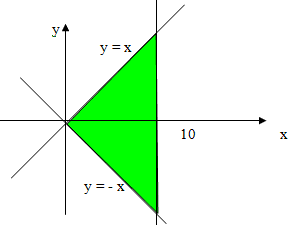 y
y = x
10
x
y = - x